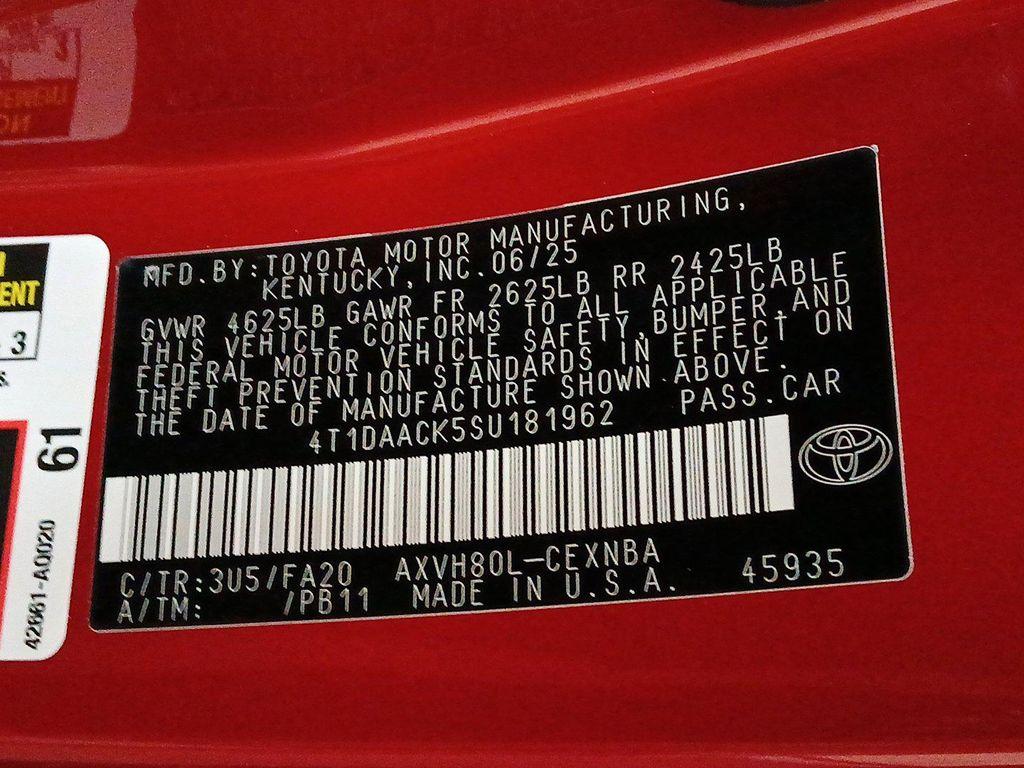 MFD.BY:TOYOTA MOTOR MANUFACTURING,
KENTUCKY, INC.06/25
GVWR 4625LB GAWR FR 2625LB RR 2425LB
THIS VEHICLE CONFORMS TO ALL APPLICABLE
FEDERAL MOTOR VEHICLE SAFETY,BUMPER,AND
THEFT PREVENTION STANDARDS IN EFFECT ON
THE DATE OF MANUFACTURE SHOWN ABOVE.
4T1DAACK5SU181962 PASS.CAR
C/TR:3U5/FA20 AXVH80L-CEXNBA 45935
A/TM: /PB11 MADE IN U.S.A.
ENT
3
61
42661-A0020